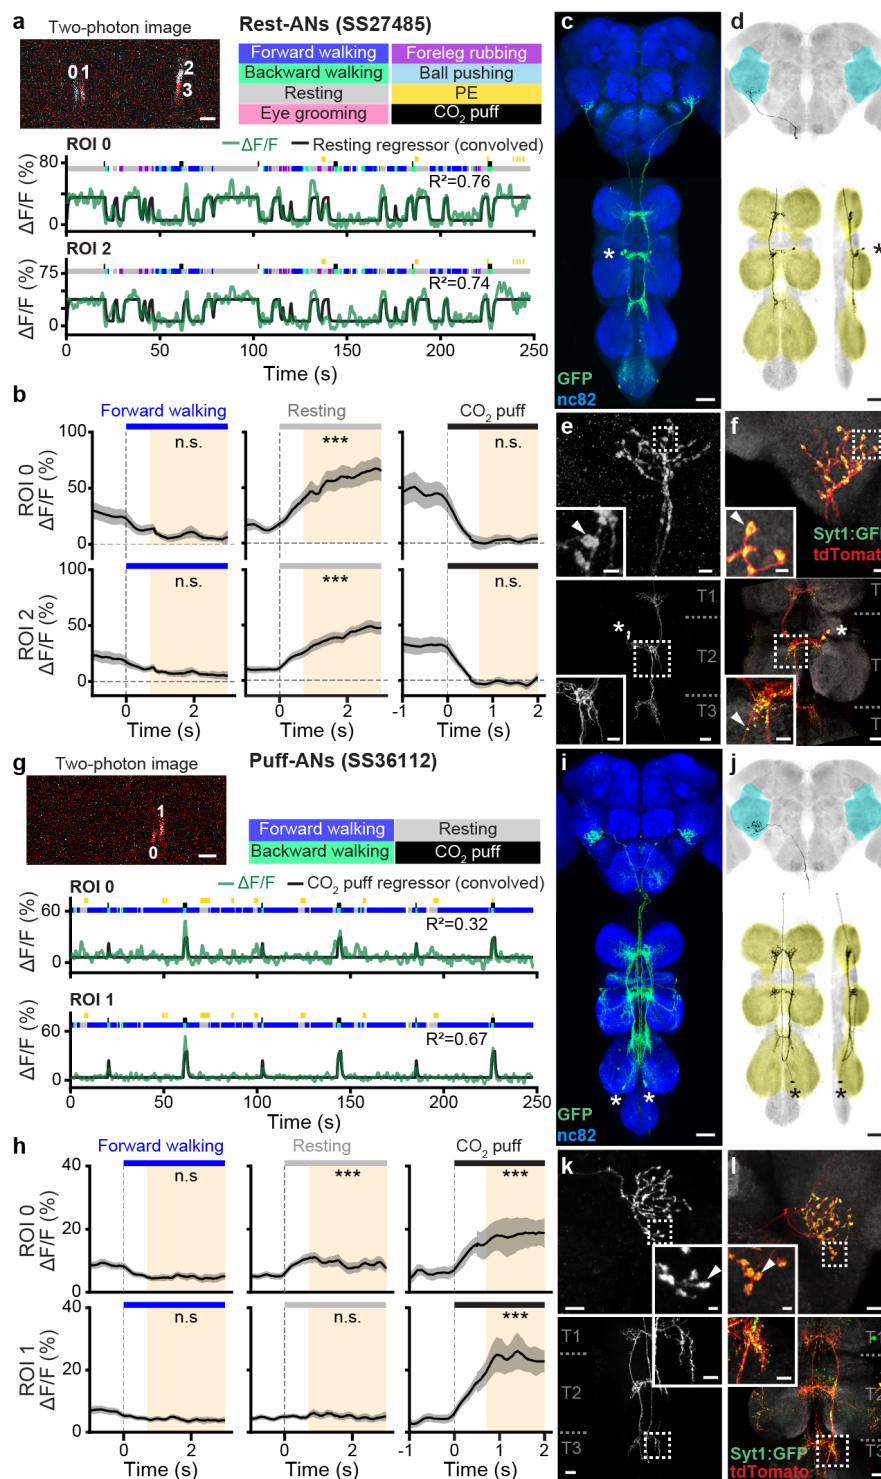 a
Rest-ANs (SS27485)
Two-photon image
0 1
2
3
Forward walking
Foreleg rubbing
Backward walking
Ball pushing
Resting
PE
Eye grooming
CO₂ puff
ROI 0
ΔF/F
Resting regressor (convolved)
ΔF/F (%)
80
0
R²=0.76
ROI 2
ΔF/F (%)
75
0
R²=0.74
0 50 100 150 200 250
Time (s)
b
Forward walking
Resting
CO₂ puff
ROI 0
ΔF/F (%)
100
50
0
n.s.
***
n.s.
ROI 2
ΔF/F (%)
100
50
0
n.s.
***
n.s.
0 2
0 2
-1 0 1 2
Time (s)
Time (s)
Time (s)
c
*
GFP
nc82
d
*
e
*
T1
T2
T3
f
Syt1:GF
tdTomat
*
T
T
T
g
Puff-ANs (SS36112)
Two-photon image
1
0
Forward walking
Resting
Backward walking
CO₂ puff
ROI 0
ΔF/F
CO₂ puff regressor (convolved)
ΔF/F (%)
60
0
R²=0.32
ROI 1
ΔF/F (%)
60
0
R²=0.67
0 50 100 150 200 250
Time (s)
h
Forward walking
Resting
CO₂ puff
ROI 0
ΔF/F (%)
40
20
0
n.s
***
***
ROI 1
ΔF/F (%)
40
20
0
n.s
n.s.
***
0 2
0 2
-1 0 1 2
Time (s)
Time (s)
Time (s)
i
* *
GFP
nc82
j
* *
k
T1
T2
T3
l
T1
T2
T3
Syt1:GFP
tdTomato